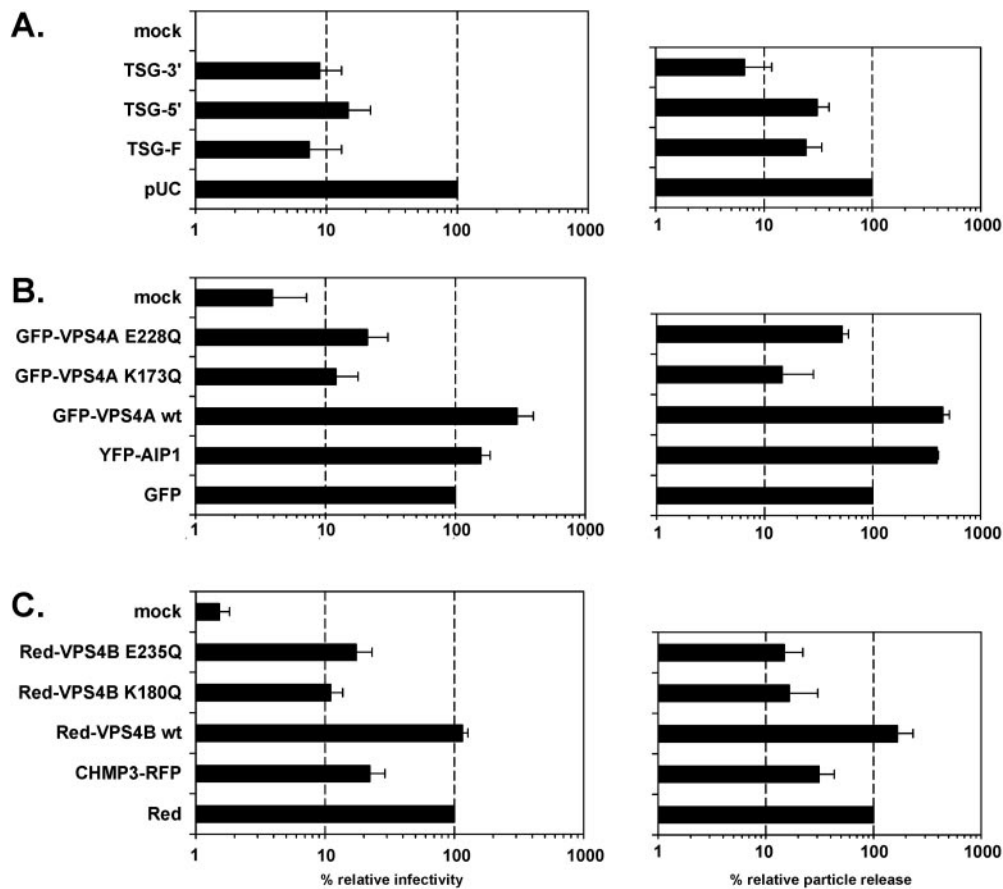 A.
mock
TSG-3'
TSG-5'
TSG-F
pUC
1 10 100 1000
1 10 100 1000
B.
mock
GFP-VPS4A E228Q
GFP-VPS4A K173Q
GFP-VPS4A wt
YFP-AIP1
GFP
1 10 100 1000
1 10 100 1000
C.
mock
Red-VPS4B E235Q
Red-VPS4B K180Q
Red-VPS4B wt
CHMP3-RFP
Red
1 10 100 1000
1 10 100 1000
% relative infectivity
% relative particle release